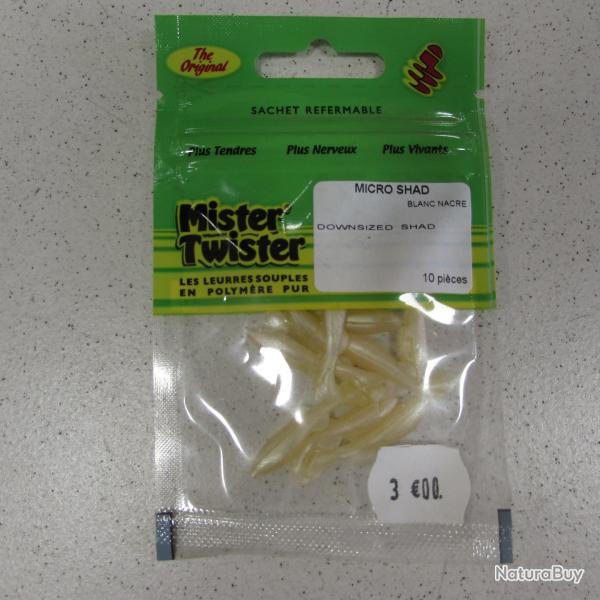 The
Original
SACHET REFERMABLE
Plus Tendres Plus Nerveux Plus Vivants
Mister
Twister
LES LEURRES SOUPLES
EN POLYMÈRE PUR
MICRO SHAD
BLANC NACRE
DOWNSIZED SHAD
10 pièces
3 €00.
NaturaBuy